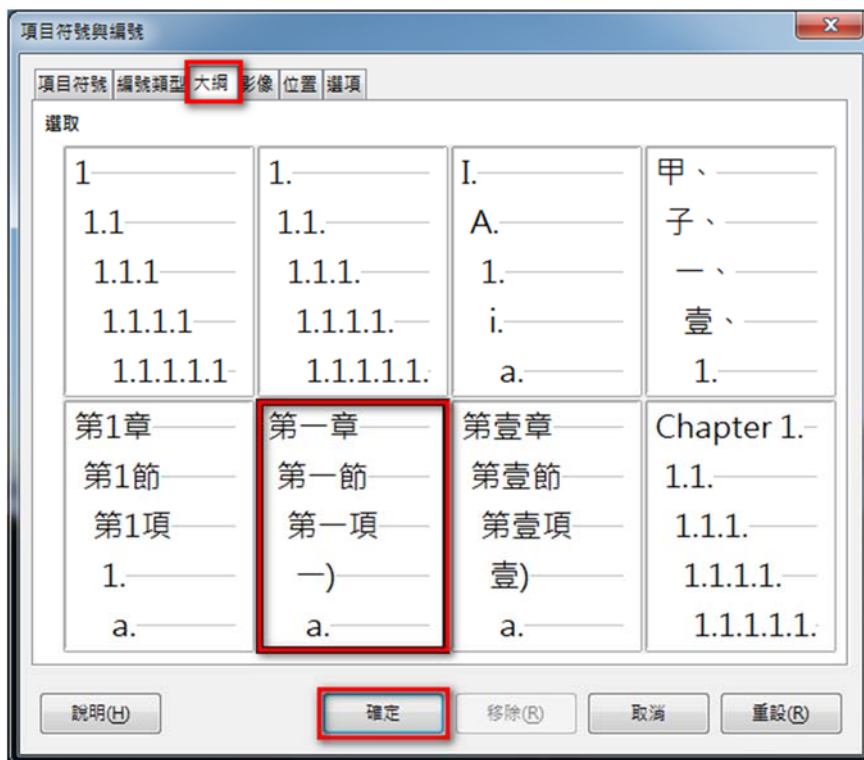 項目符號與編號
項目符號 編號類型 大綱 影像 位置 選項
選取
1
1.1
1.1.1
1.1.1.1
1.1.1.1.1
1.
1.1.
1.1.1.
1.1.1.1.
1.1.1.1.1.
I.
A.
1.
i.
a.
甲、
子、
一、
壹、
1.
第1章
第1節
第1項
1.
a.
第一章
第一節
第一項
一)
a.
第壹章
第壹節
第壹項
壹)
a.
Chapter 1.
1.1.
1.1.1.
1.1.1.1.
1.1.1.1.1.
說明(H) 確定 移除(R) 取消 重設(R)